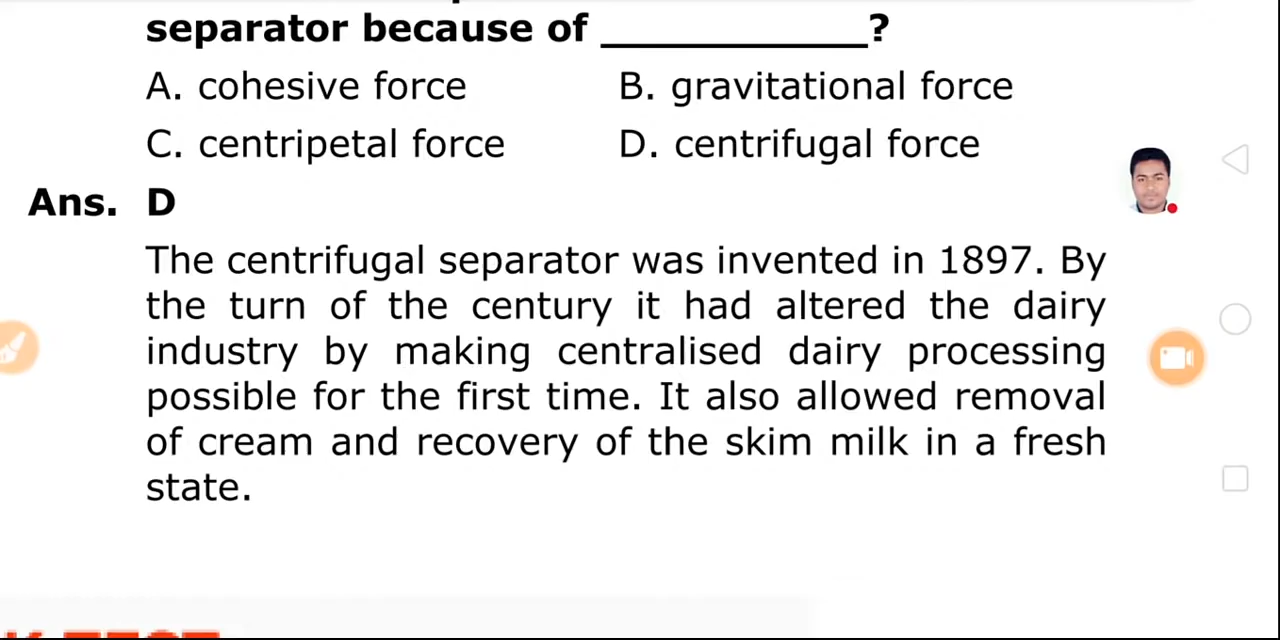 separator because of ____________?
A. cohesive force B. gravitational force
C. centripetal force D. centrifugal force
Ans. D
The centrifugal separator was invented in 1897. By
the turn of the century it had altered the dairy
industry by making centralised dairy processing
possible for the first time. It also allowed removal
of cream and recovery of the skim milk in a fresh
state.